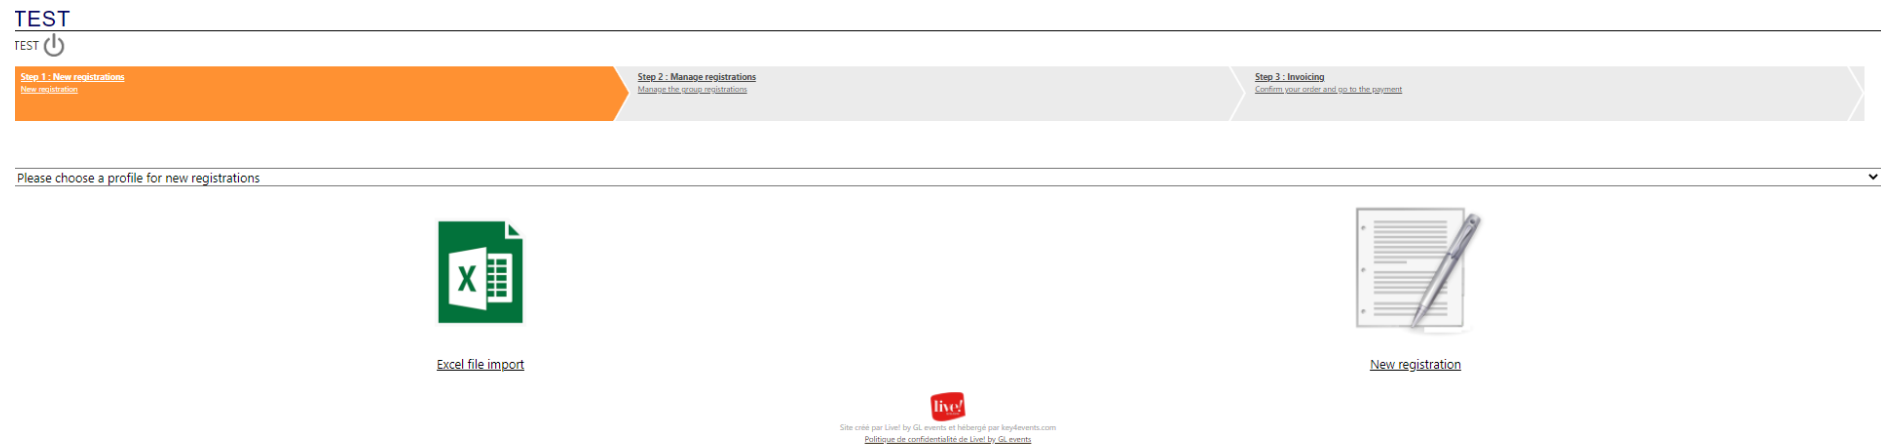 TEST
TEST
Step 1 : New registrations
New registration
Step 2 : Manage registrations
Manage the group registrations
Step 3 : Invoicing
Confirm your order and go to the payment
Please choose a profile for new registrations
X
Excel file import
New registration
live!
Site créé par Live! by GL events et hébergé par key4events.com
Politique de confidentialité de Live! by GL events